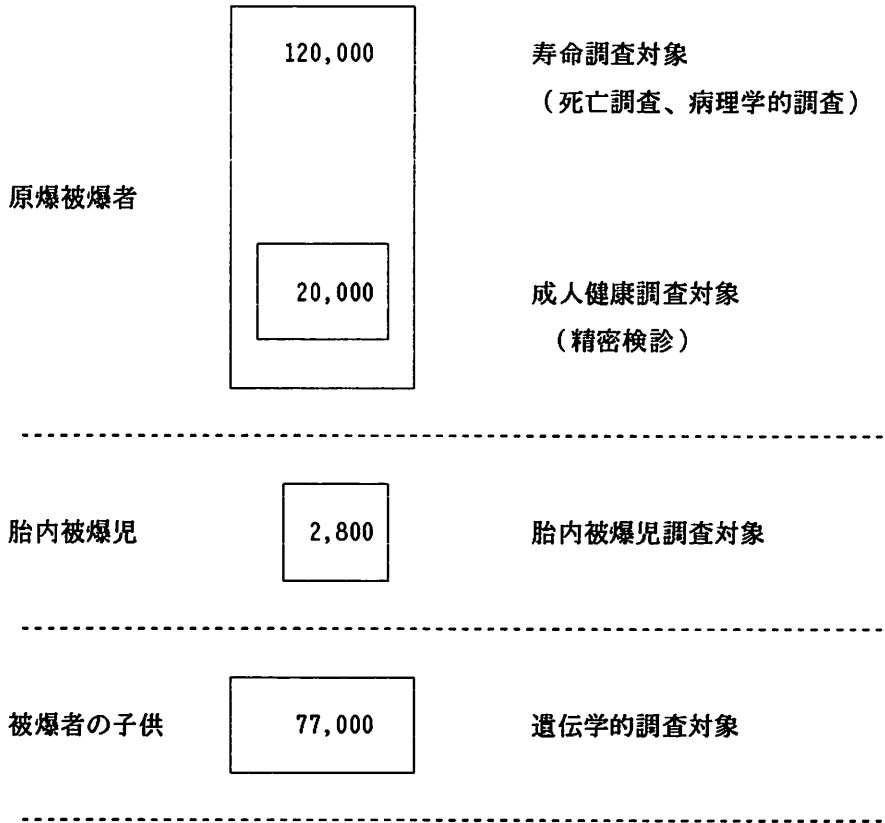 120,000 寿命調査対象
（死亡調査、病理学的調査）
原爆被爆者
20,000 成人健康調査対象
（精密検診）
胎内被爆児 2,800 胎内被爆児調査対象
被爆者の子供 77,000 遺伝学的調査対象